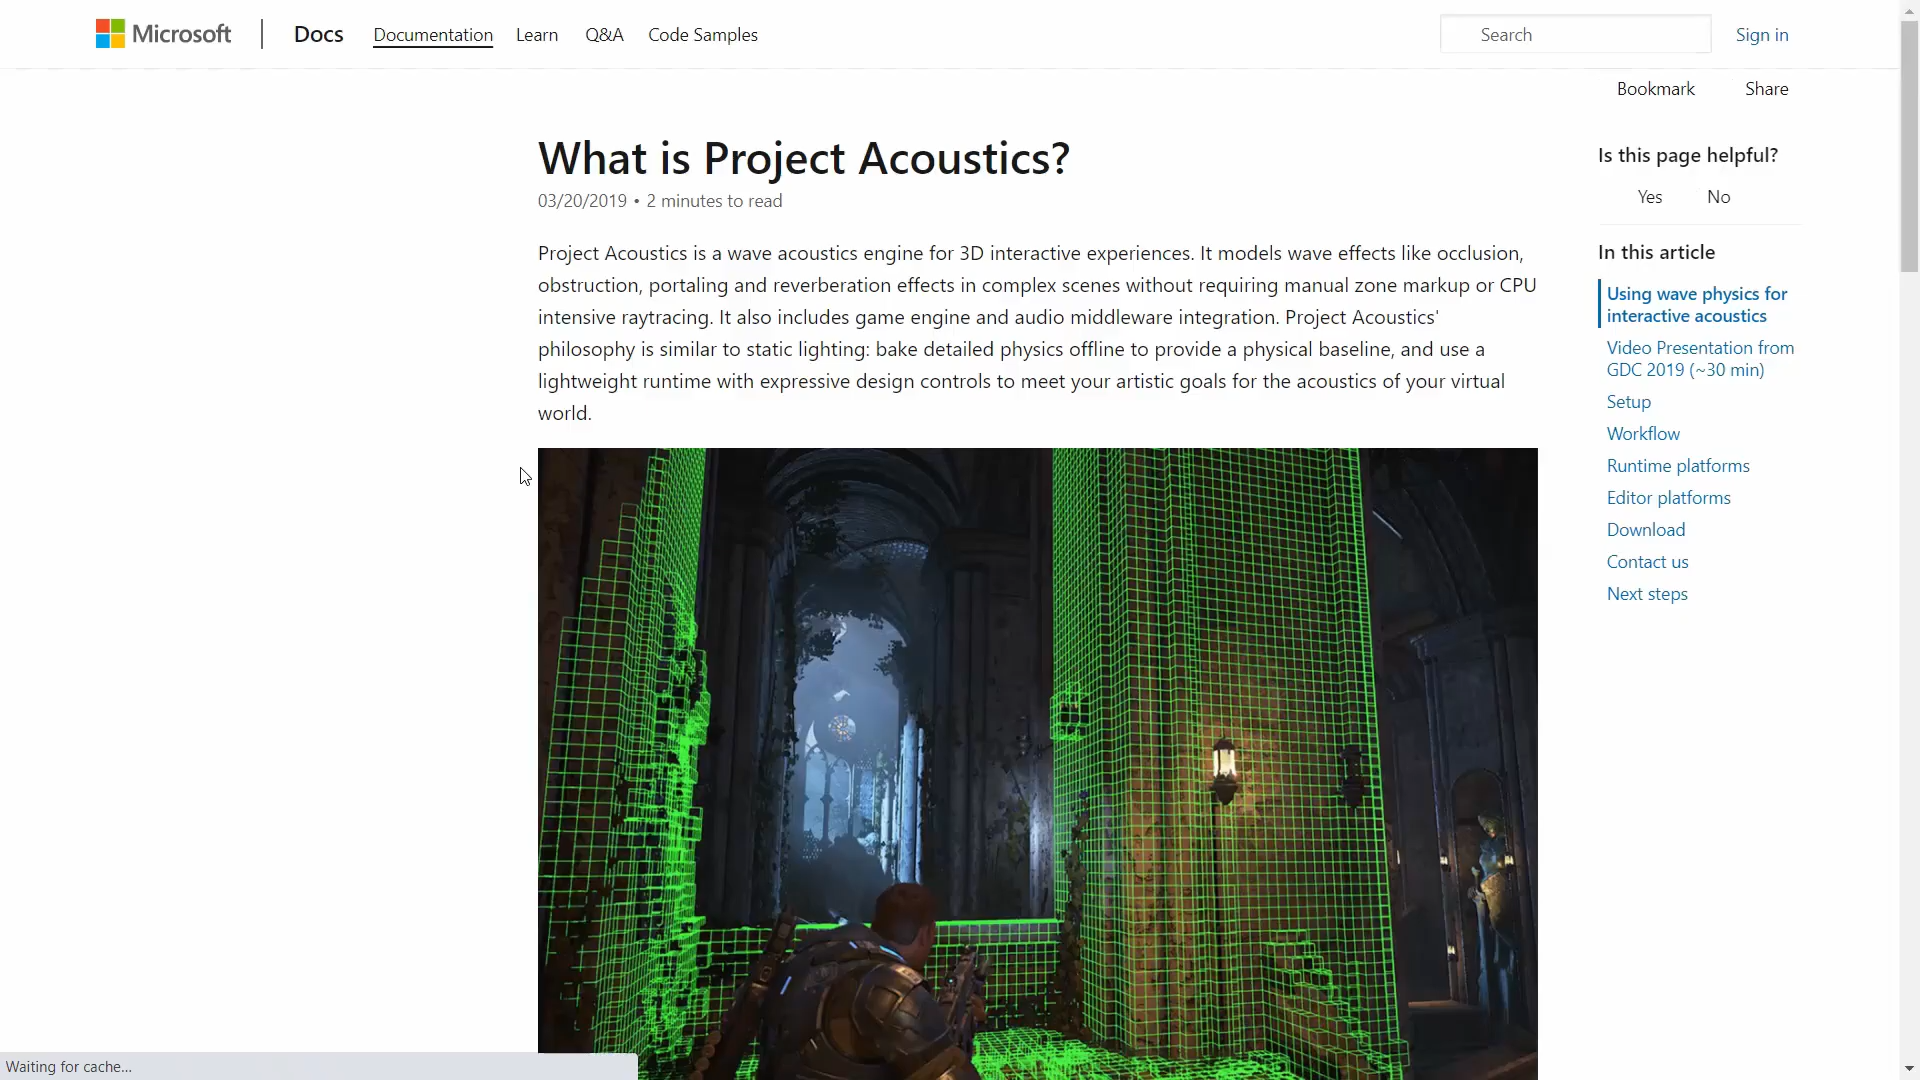 Microsoft Docs Documentation Learn Q&A Code Samples Search Sign in
Bookmark Share
What is Project Acoustics?
03/20/2019 • 2 minutes to read
Project Acoustics is a wave acoustics engine for 3D interactive experiences. It models wave effects like occlusion,
obstruction, portaling and reverberation effects in complex scenes without requiring manual zone markup or CPU
intensive raytracing. It also includes game engine and audio middleware integration. Project Acoustics'
philosophy is similar to static lighting: bake detailed physics offline to provide a physical baseline, and use a
lightweight runtime with expressive design controls to meet your artistic goals for the acoustics of your virtual
world.
Is this page helpful?
Yes No
In this article
Using wave physics for
interactive acoustics
Video Presentation from
GDC 2019 (~30 min)
Setup
Workflow
Runtime platforms
Editor platforms
Download
Contact us
Next steps
Waiting for cache...